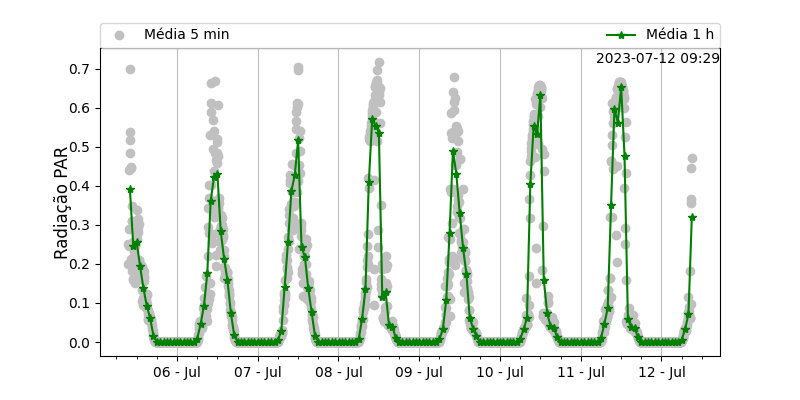 Média 5 min
Média 1 h
2023-07-12 09:29
Radiação PAR
0.7
0.6
0.5
0.4
0.3
0.2
0.1
0.0
06 - Jul
07 - Jul
08 - Jul
09 - Jul
10 - Jul
11 - Jul
12 - Jul